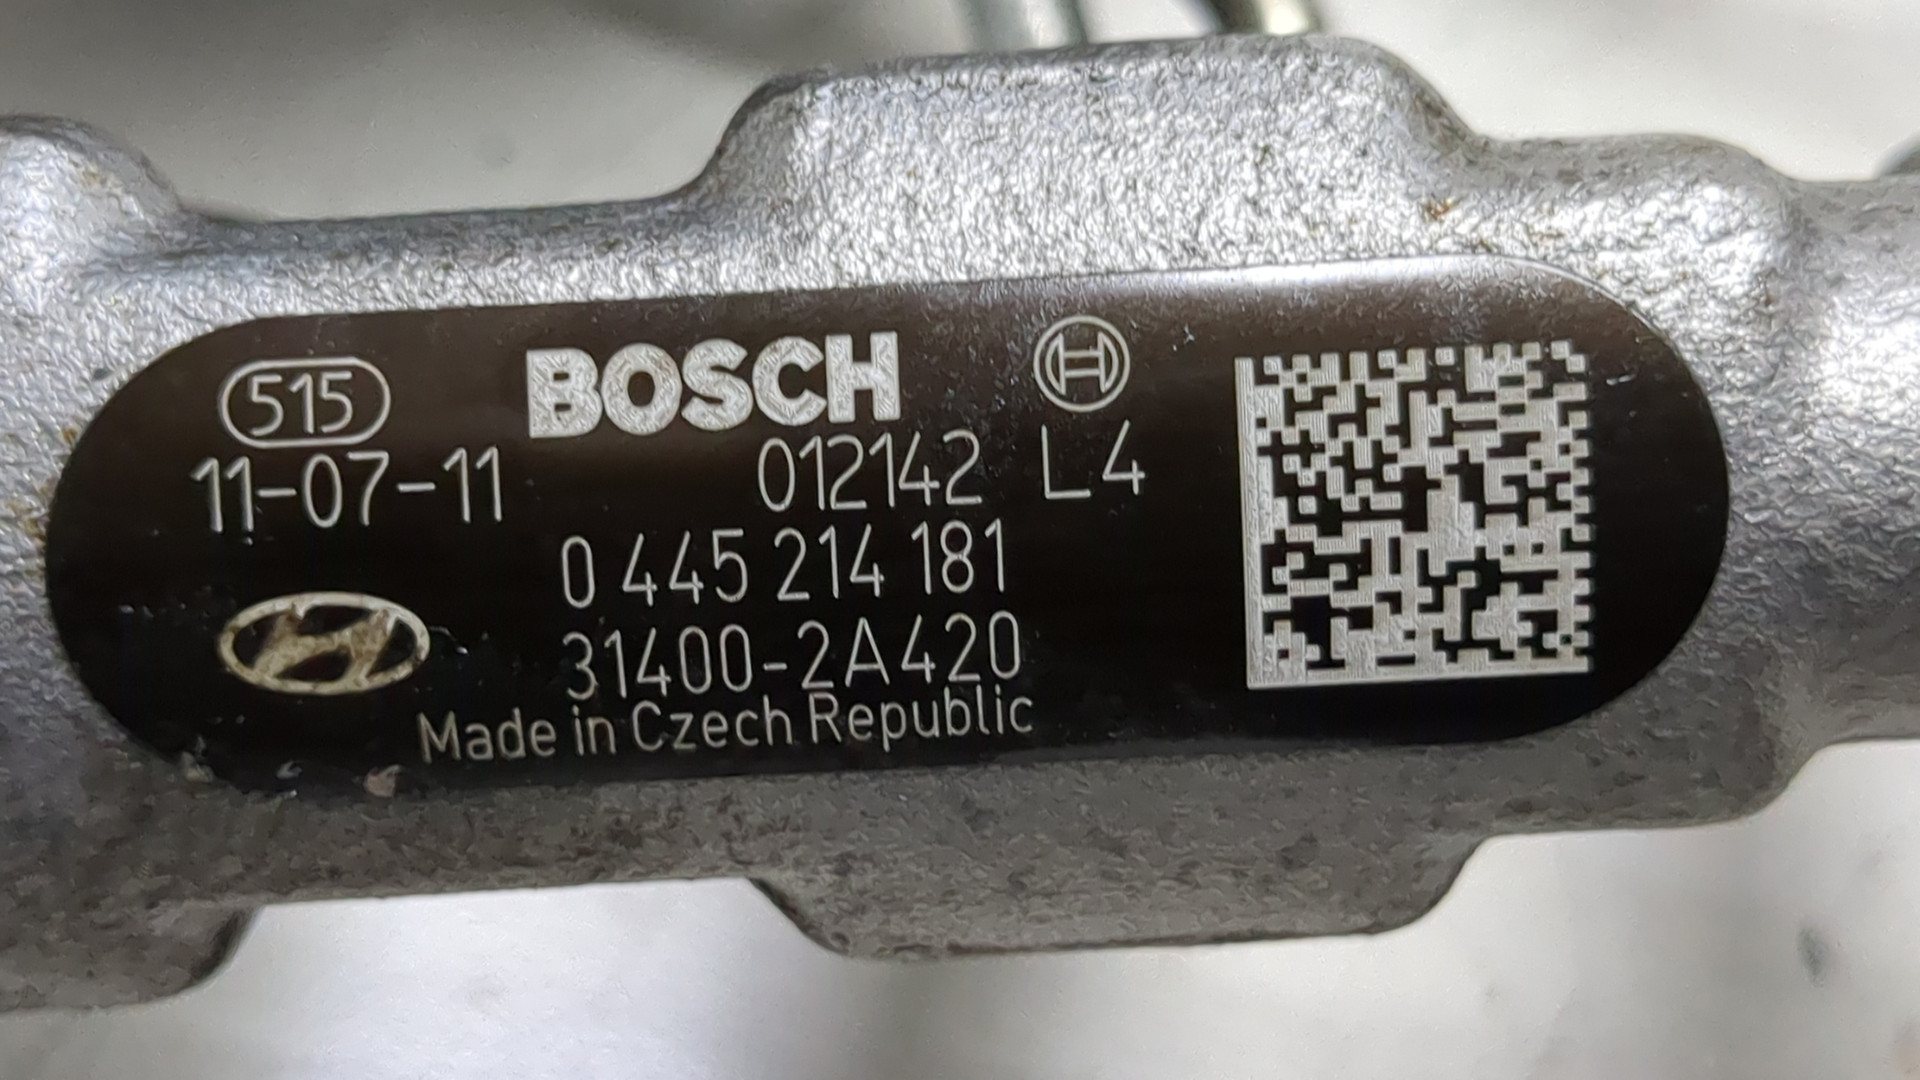 515 BOSCH
11-07-11 012142 L4
0 445 214 181
31400-2A420
Made in Czech Republic